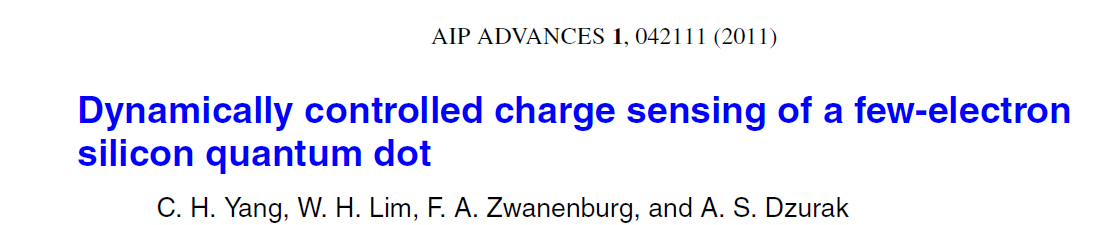 AIP ADVANCES 1, 042111 (2011)
Dynamically controlled charge sensing of a few-electron
silicon quantum dot
C. H. Yang, W. H. Lim, F. A. Zwanenburg, and A. S. Dzurak